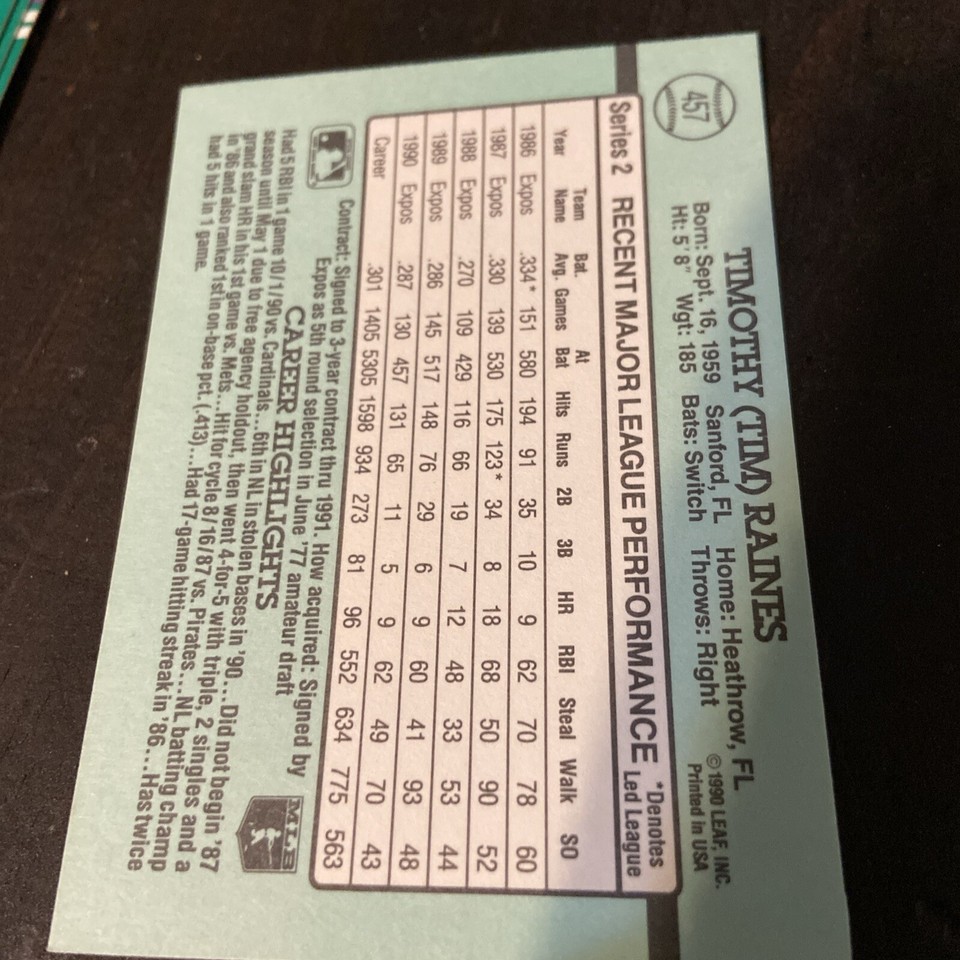 457
TIMOTHY (TIM) RAINES
Born: Sept. 16, 1959 Sanford, FL Home: Heathrow, FL
Ht: 5' 8" Wgt: 185 Bats: Switch Throws: Right
©1990 LEAF, INC.
Printed in USA
Series 2 RECENT MAJOR LEAGUE PERFORMANCE *Denotes Led League
Year Team Name Bat. Avg. Games At Bat Hits Runs 2B 3B HR RBI Steal Walk SO
1986 Expos .334* 151 580 194 91 35 10 9 62 70 78 60
1987 Expos .330 139 530 175 123* 34 8 18 68 50 90 52
1988 Expos .270 109 429 116 66 19 7 12 48 33 53 44
1989 Expos .286 145 517 148 76 29 6 9 60 41 93 48
1990 Expos .287 130 457 131 65 11 5 9 62 49 70 43
Career .301 1405 5305 1598 934 273 81 96 552 634 775 563
Contract: Signed to 3-year contract thru 1991. How acquired: Signed by
Expos as 5th round selection in June '77 amateur draft
MLB
CAREER HIGHLIGHTS
Had 5 RBI in 1 game 10/1/90 vs. Cardinals...6th in NL in stolen bases in '90...Did not begin '87
season until May 1 due to free agency holdout, then went 4-for-5 with triple, 2 singles and a
grand slam HR in his 1st game vs. Mets...Hit for cycle 8/16/87 vs. Pirates...NL batting champ
in '86 and also ranked 1st in on-base pct. (.413)...Had 17-game hitting streak in '86...Has twice
had 5 hits in 1 game.